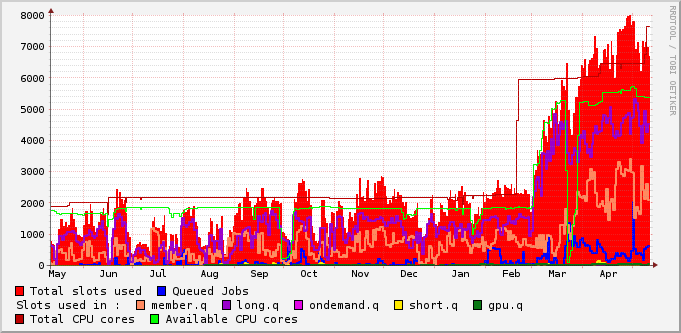 8000
7000
6000
5000
4000
3000
2000
1000
0
May Jun Jul Aug Sep Oct Nov Dec Jan Feb Mar Apr
RRDTOOL / TOBI OETIKER
Total slots used Queued Jobs
Slots used in : member.q long.q ondemand.q short.q gpu.q
Total CPU cores Available CPU cores